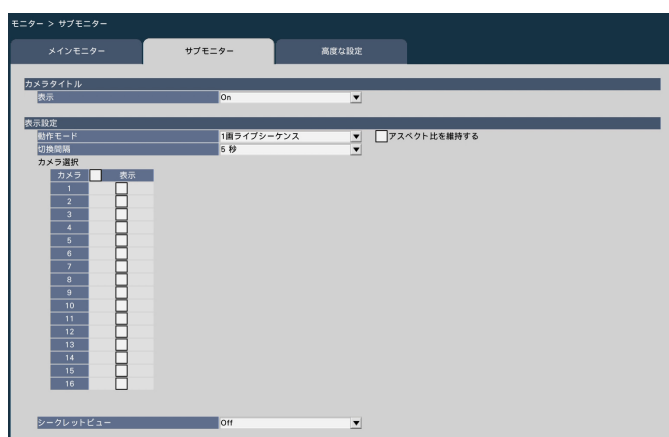 モニター > サブモニター
メインモニター サブモニター 高度な設定
カメラタイトル
表示 On
表示設定
動作モード 1画ライブシーケンス アスペクト比を維持する
切換間隔 5 秒
カメラ選択
カメラ 表示
1
2
3
4
5
6
7
8
9
10
11
12
13
14
15
16
シークレットビュー Off